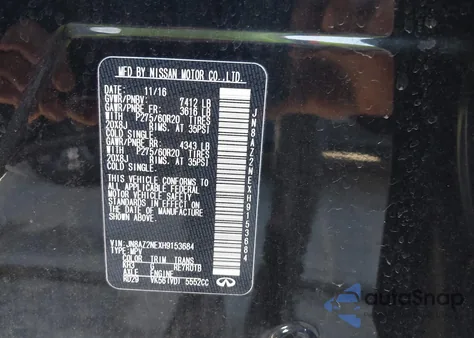 MFD BY NISSAN MOTOR CO.,LTD.
DATE: 11/16
GVWR/PNBV: 7412 LB
GAWR/PNBE FR: 3616 LB
WITH P275/60R20 TIRES
20X8J RIMS. AT 35PSI
COLD SINGLE.
GAWR/PNBE RR: 4343 LB
WITH P275/60R20 TIRES
20X8J RIMS. AT 35PSI
COLD SINGLE.
THIS VEHICLE CONFORMS TO
ALL APPLICABLE FEDERAL
MOTOR VEHICLE SAFETY
STANDARDS IN EFFECT ON
THE DATE OF MANUFACTURE
SHOWN ABOVE.
VIN: JN8AZ2NEXH9153684
TYPE: MPV
COLOR TRIM TRANS
KH3 P RE7R01B
AXLE ENGINE
RD29 VK56(VD) 5552CC
JN8AZ2NEXH9153684
autoSnap